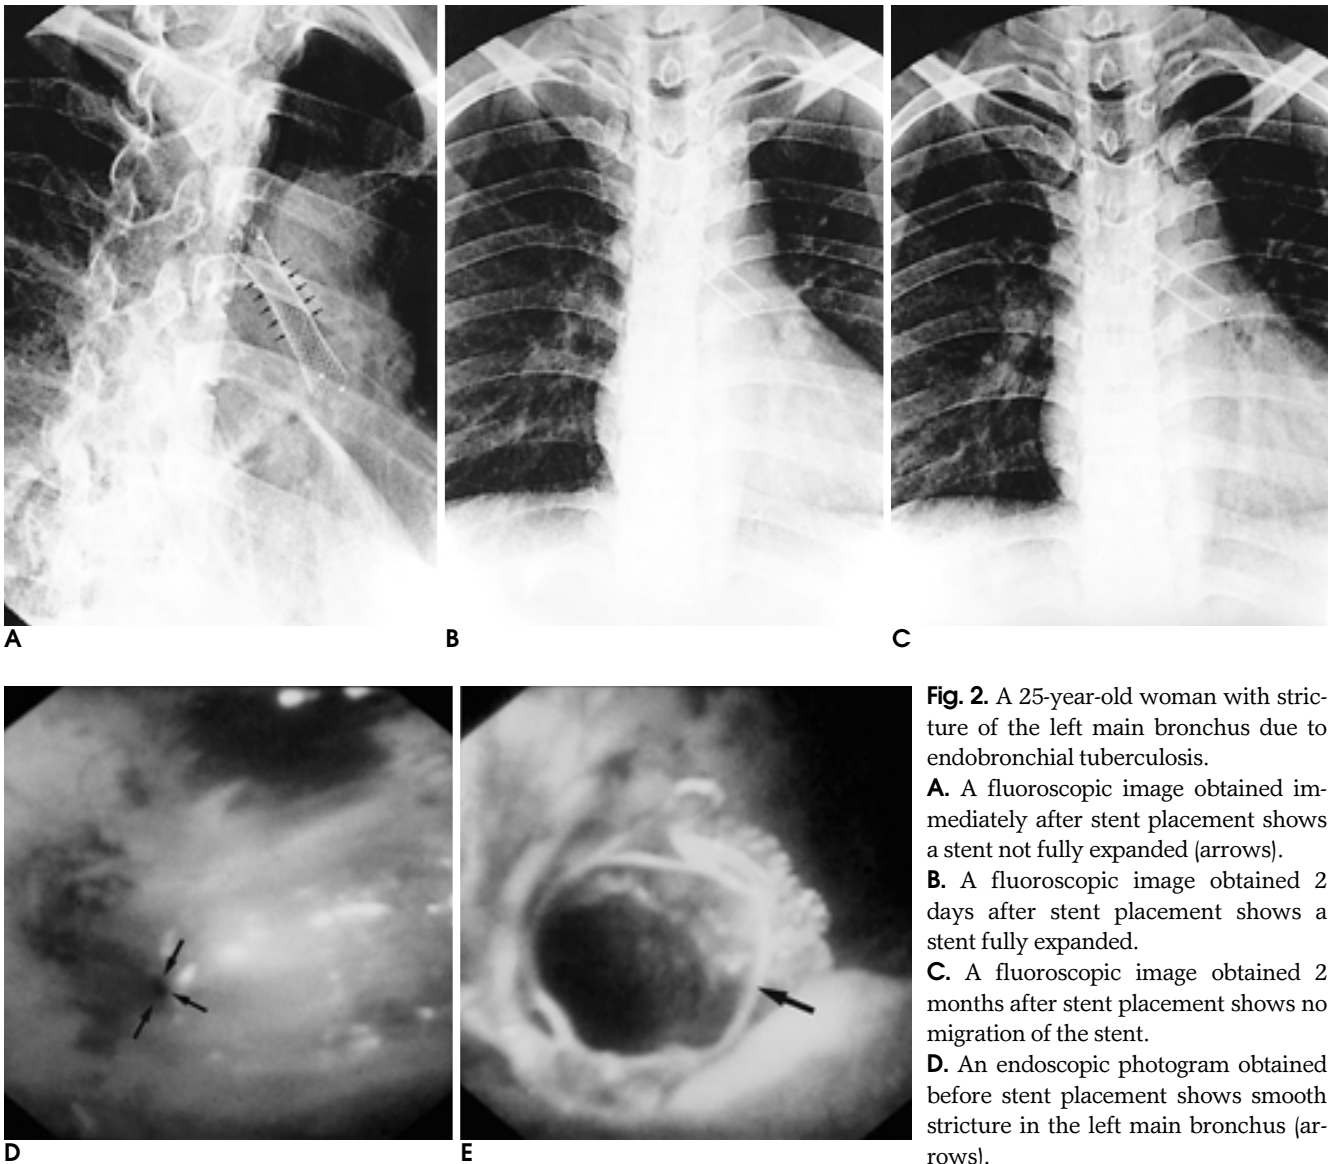 A
B
C
D
E
Fig. 2. A 25-year-old woman with stric-
ture of the left main bronchus due to
endobronchial tuberculosis.
A. A fluoroscopic image obtained im-
mediately after stent placement shows
a stent not fully expanded (arrows).
B. A fluoroscopic image obtained 2
days after stent placement shows a
stent fully expanded.
C. A fluoroscopic image obtained 2
months after stent placement shows no
migration of the stent.
D. An endoscopic photogram obtained
before stent placement shows smooth
stricture in the left main bronchus (ar-
rows).